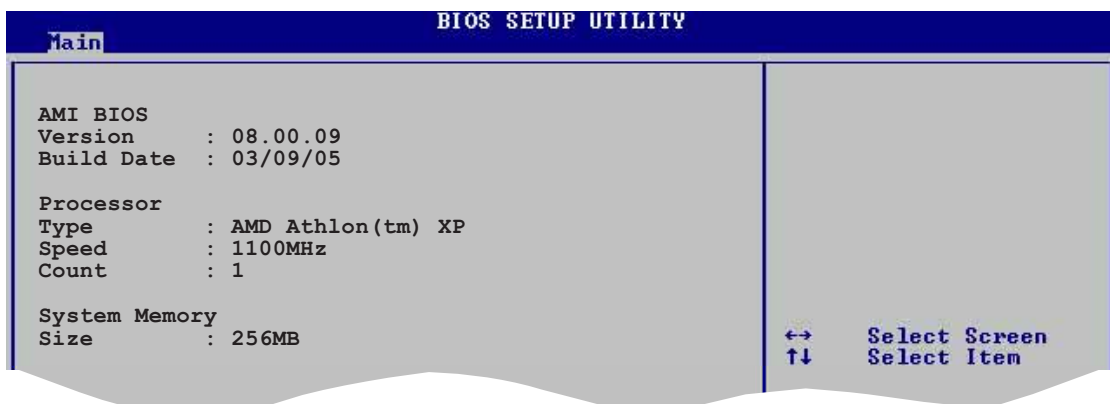 BIOS SETUP UTILITY
Main
AMI BIOS
Version : 08.00.09
Build Date : 03/09/05
Processor
Type : AMD Athlon(tm) XP
Speed : 1100MHz
Count : 1
System Memory
Size : 256MB
↔ Select Screen
↑↓ Select Item